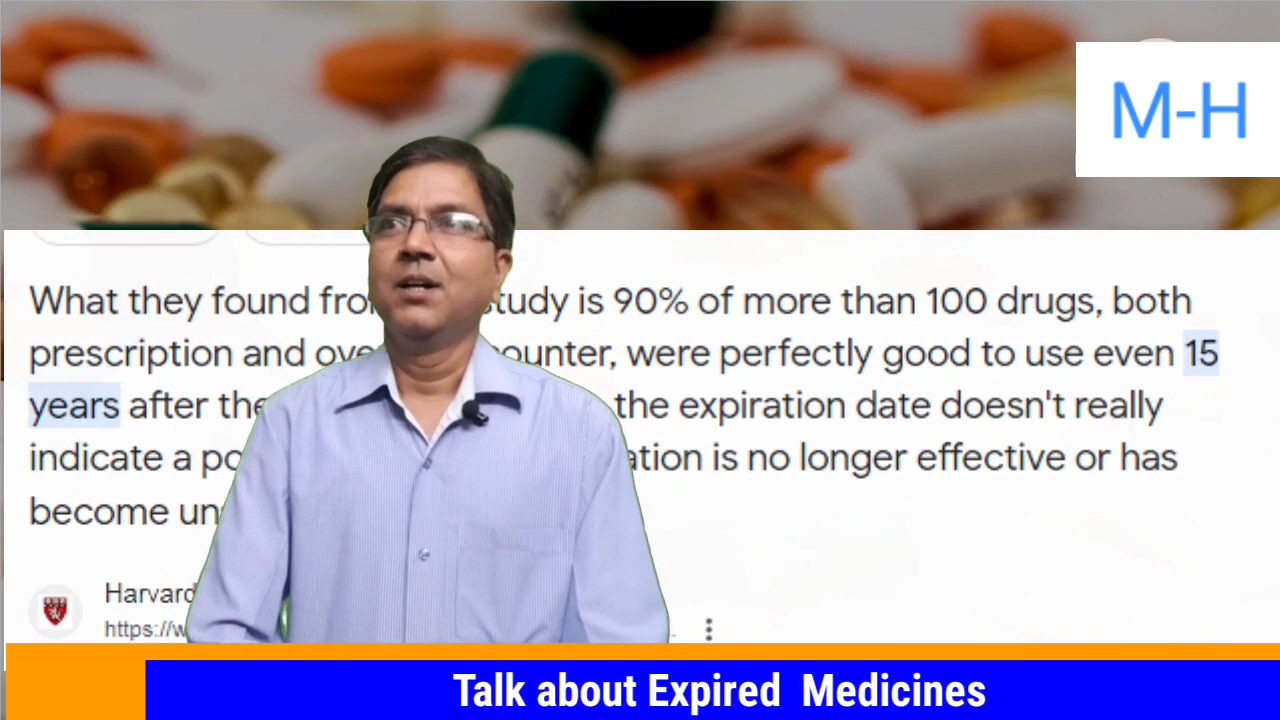 M-H
What they found fro study is 90% of more than 100 drugs, both
prescription and ove ounter, were perfectly good to use even 15
years after the the expiration date doesn't really
indicate a po ation is no longer effective or has
become un
Harvard
https://w
Talk about Expired Medicines